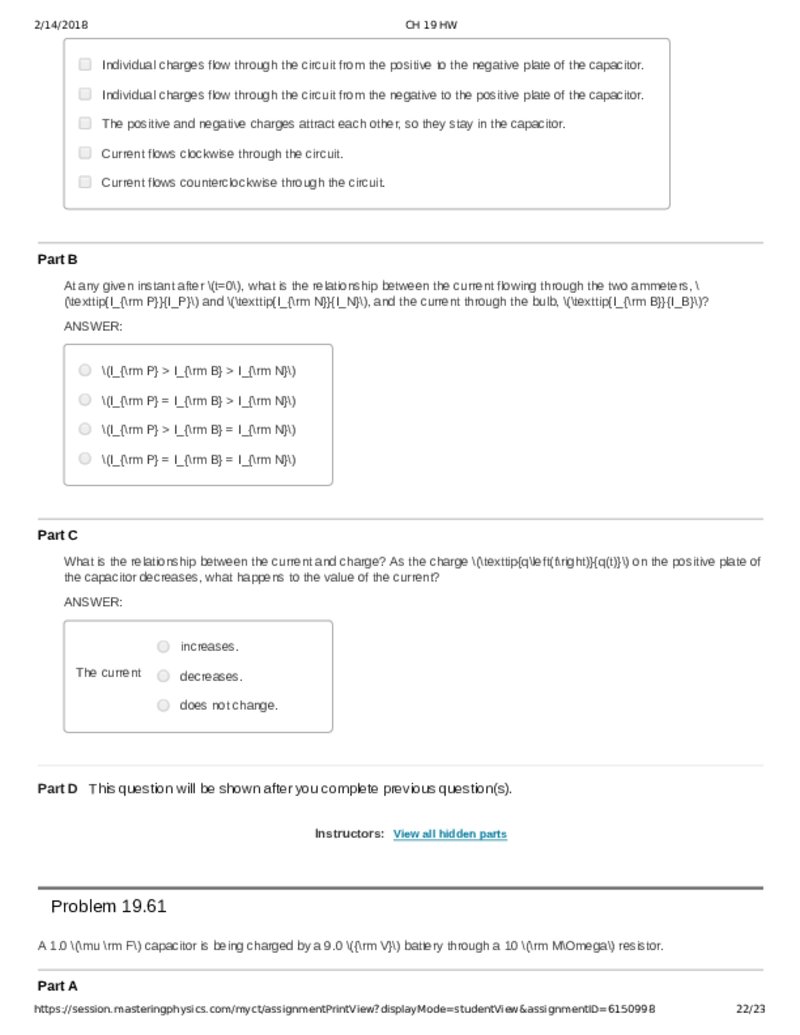 2/14/2018 CH 19 HW
Individual charges flow through the circuit from the positive to the negative plate of the capacitor.
Individual charges flow through the circuit from the negative to the positive plate of the capacitor.
The positive and negative charges attract each other, so they stay in the capacitor.
Current flows clockwise through the circuit.
Current flows counterclockwise through the circuit.
Part B
At any given instant after \(t=0\), what is the relationship between the current flowing through the two ammeters, \
(\texttip{I_{\rm P}}{I_P}\) and \(\texttip{I_{\rm N}}{I_N}\), and the current through the bulb, \(\texttip{I_{\rm B}}{I_B}\)?
ANSWER:
\(I_{\rm P} > I_{\rm B} > I_{\rm N}\)
\(I_{\rm P} = I_{\rm B} > I_{\rm N}\)
\(I_{\rm P} > I_{\rm B} = I_{\rm N}\)
\(I_{\rm P} = I_{\rm B} = I_{\rm N}\)
Part C
What is the relationship between the current and charge? As the charge \(\texttip{q\left(t\right)}{q(t)}\) on the positive plate of
the capacitor decreases, what happens to the value of the current?
ANSWER:
increases.
The current decreases.
does not change.
Part D This question will be shown after you complete previous question(s).
Instructors: View all hidden parts
Problem 19.61
A 1.0 \(\mu \rm F\) capacitor is being charged by a 9.0 \({\rm V}\) battery through a 10 \(\rm M\Omega\) resistor.
Part A
https://session.masteringphysics.com/myct/assignmentPrintView?displayMode=studentView&assignmentID=6150998 22/23